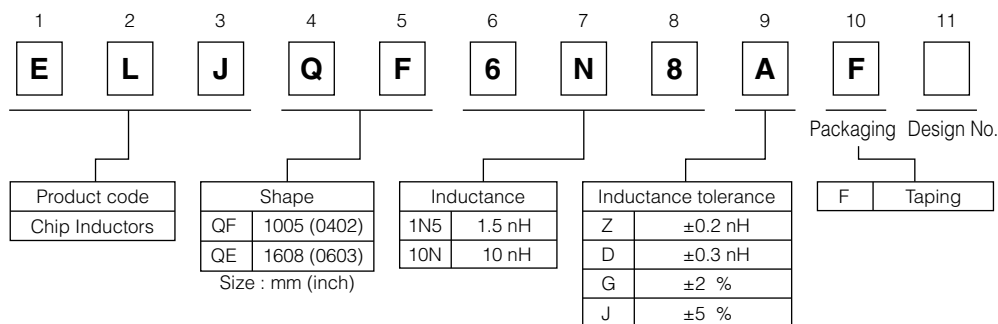 1 2 3 4 5 6 7 8 9 10 11
E L J Q F 6 N 8 A F
Packaging Design No.
Product code
Chip Inductors
Shape
QF 1005 (0402)
QE 1608 (0603)
Size : mm (inch)
Inductance
1N5 1.5 nH
10N 10 nH
Inductance tolerance
Z ±0.2 nH
D ±0.3 nH
G ±2 %
J ±5 %
F Taping